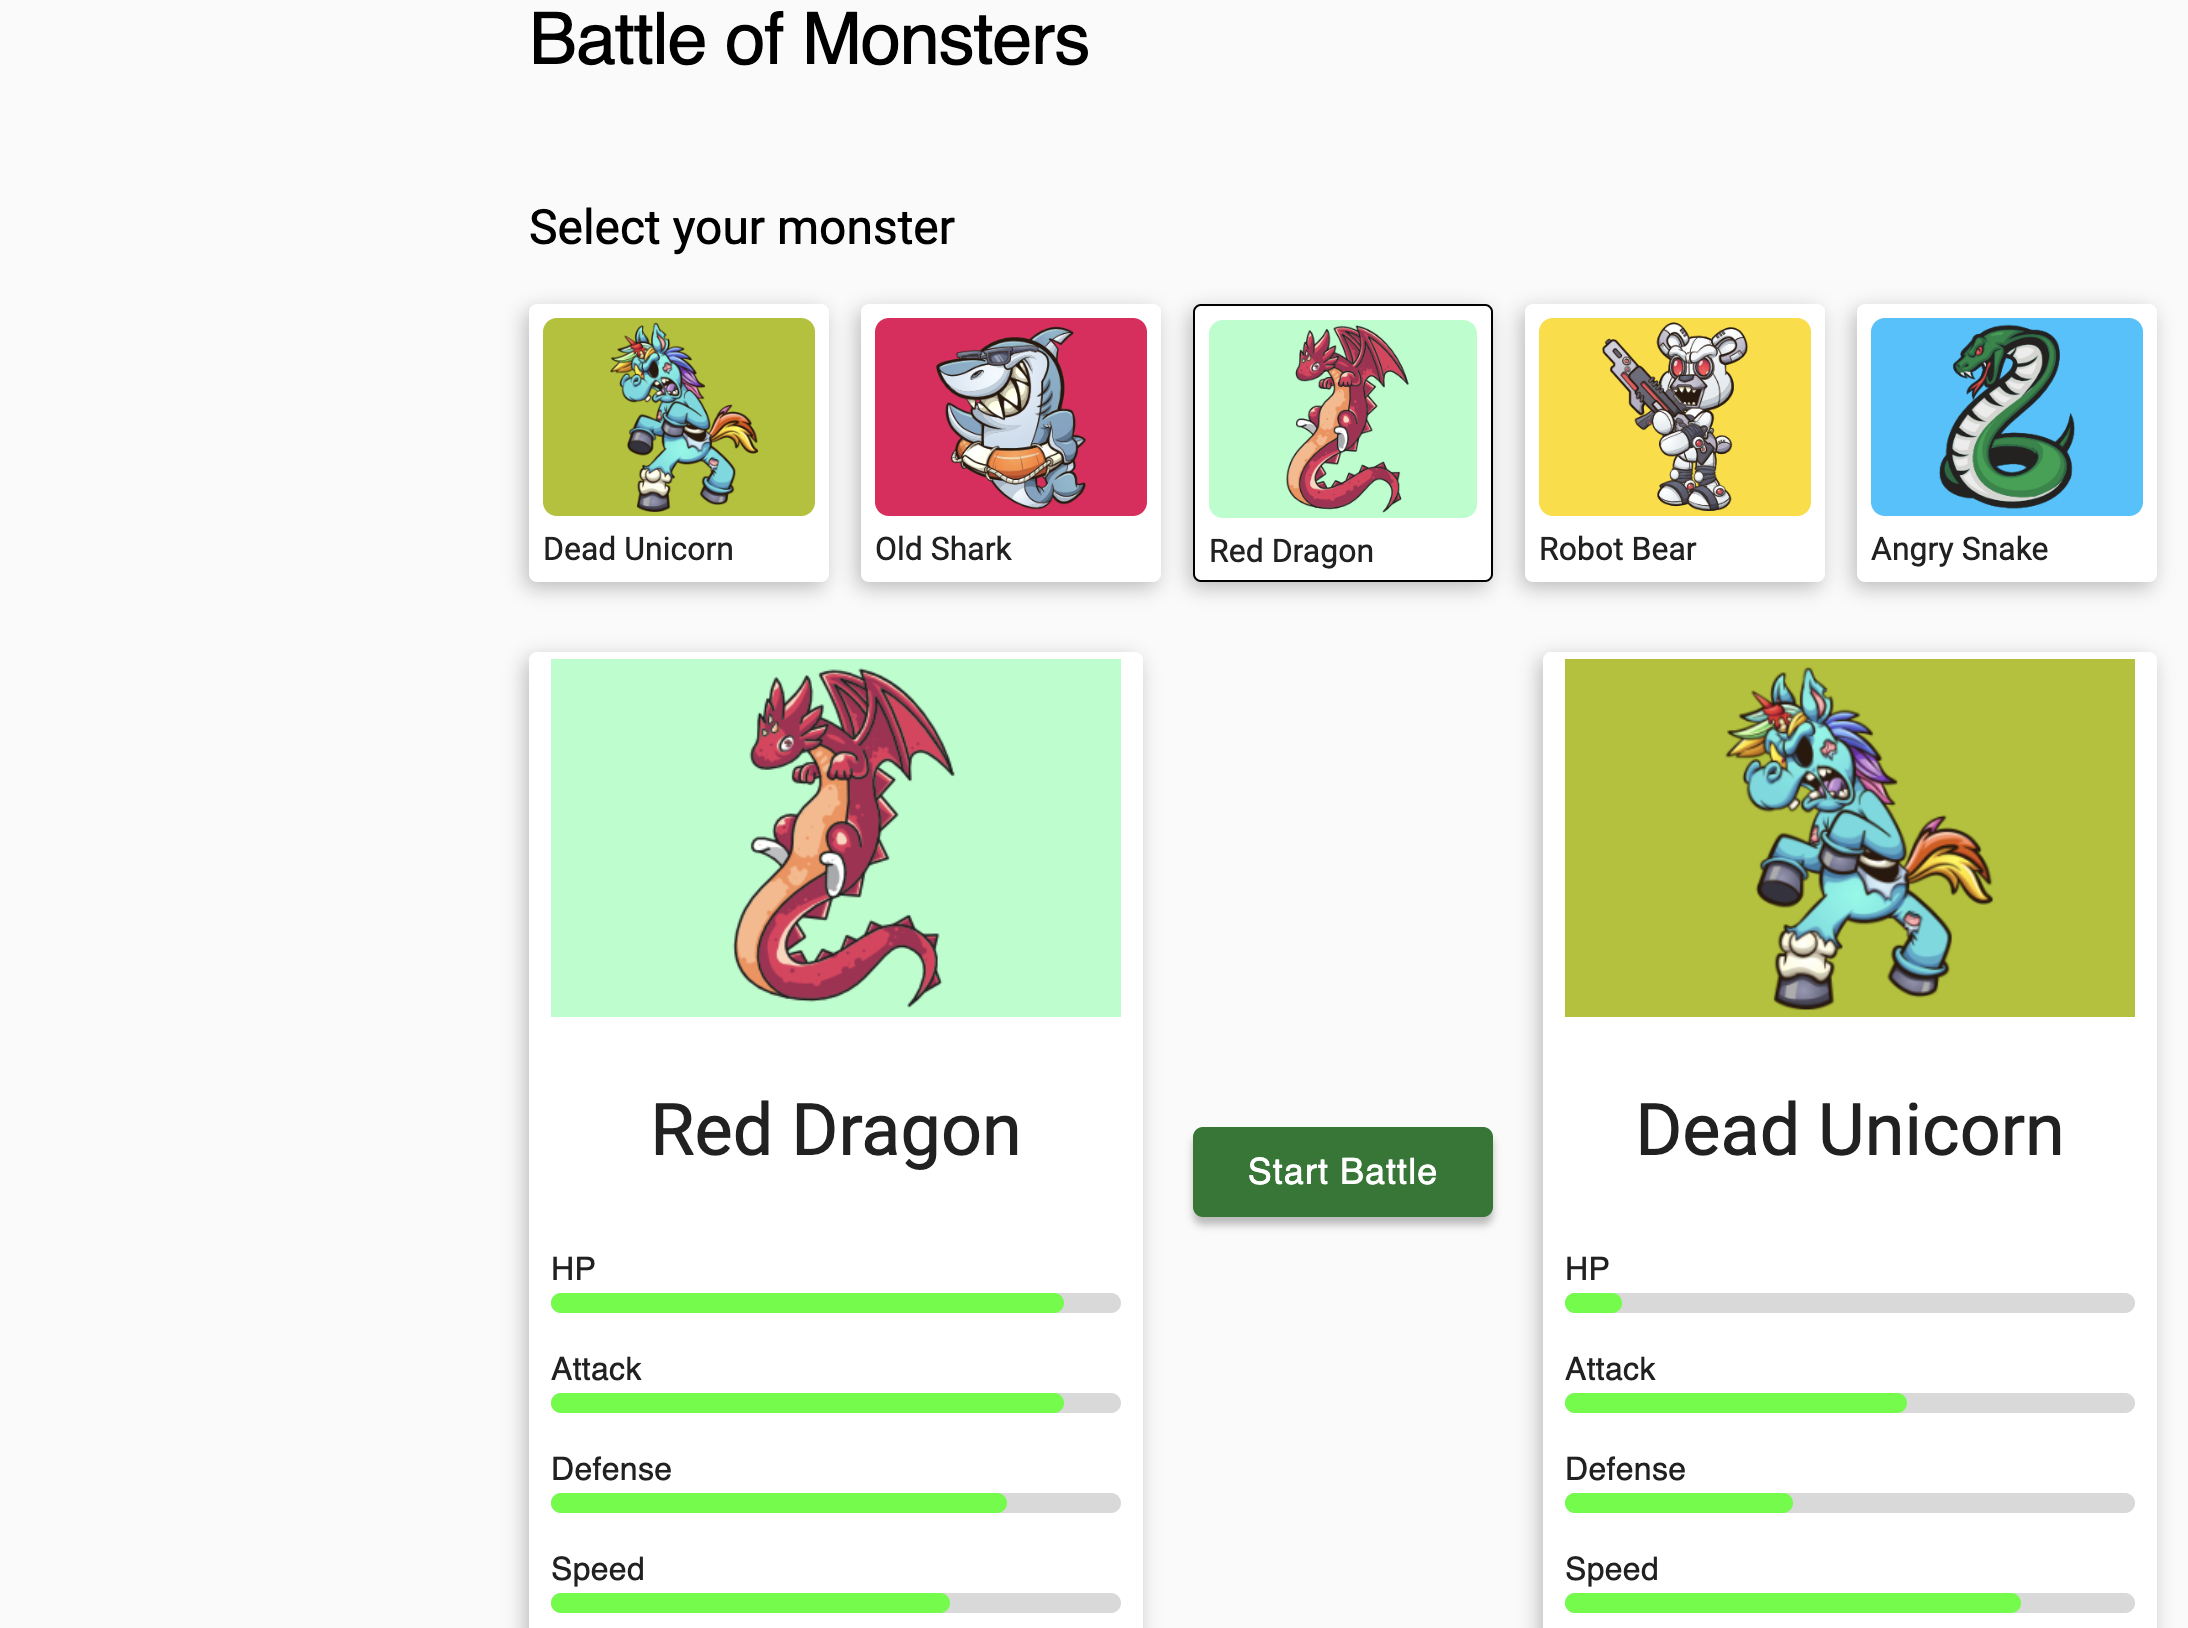 Battle of Monsters
Select your monster
Dead Unicorn
Old Shark
Red Dragon
Robot Bear
Angry Snake
Red Dragon
HP
Attack
Defense
Speed
Start Battle
Dead Unicorn
HP
Attack
Defense
Speed